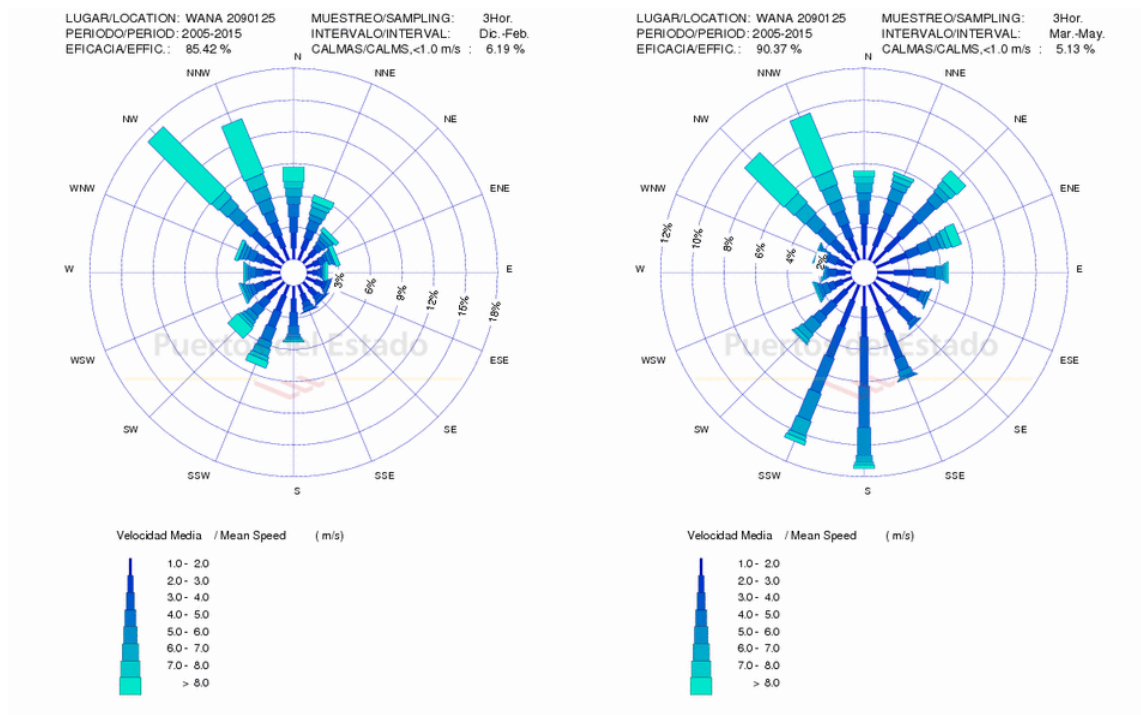 LUGAR/LOCATION: WANA 2090125 MUESTREO/SAMPLING: 3Hor.
PERIODO/PERIOD: 2005-2015 INTERVALO/INTERVAL: Dic.-Feb.
EFICACIA/EFFIC.: 85.42 % CALMAS/CALMS,<1.0 m/s : 6.19 %
N
NNW NNE
NW NE
WNW ENE
W E
3% 6% 9% 12% 15% 18%
WSW ESE
Puertos del Estado
SW SE
SSW SSE
S
Velocidad Media / Mean Speed ( m/s)
1.0 - 2.0
2.0 - 3.0
3.0 - 4.0
4.0 - 5.0
5.0 - 6.0
6.0 - 7.0
7.0 - 8.0
> 8.0
LUGAR/LOCATION: WANA 2090125 MUESTREO/SAMPLING: 3Hor.
PERIODO/PERIOD: 2005-2015 INTERVALO/INTERVAL: Mar.-May.
EFICACIA/EFFIC.: 90.37 % CALMAS/CALMS,<1.0 m/s : 5.13 %
N
NNW NNE
NW NE
WNW ENE
12% 10% 8% 6% 4% 2%
W E
WSW ESE
Puertos del Estado
SW SE
SSW SSE
S
Velocidad Media / Mean Speed ( m/s)
1.0 - 2.0
2.0 - 3.0
3.0 - 4.0
4.0 - 5.0
5.0 - 6.0
6.0 - 7.0
7.0 - 8.0
> 8.0